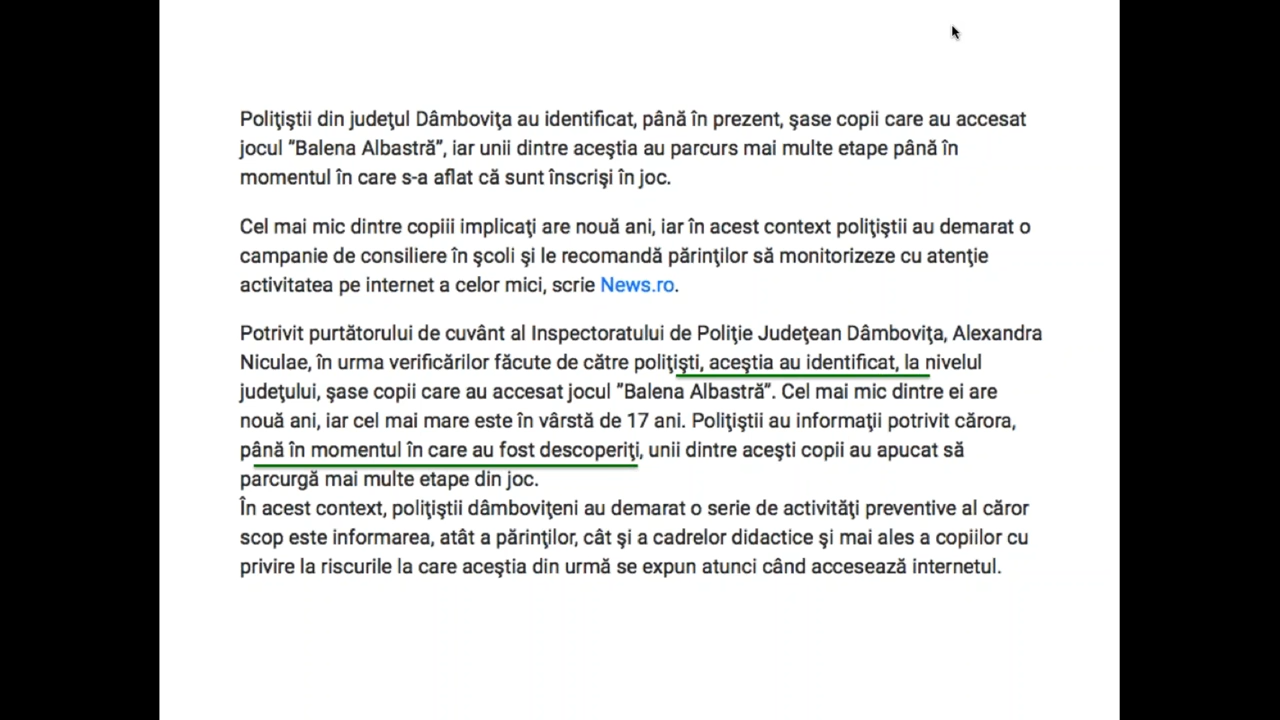 Poliţiştii din judeţul Dâmboviţa au identificat, până în prezent, şase copii care au accesat
jocul ”Balena Albastră”, iar unii dintre aceştia au parcurs mai multe etape până în
momentul în care s-a aflat că sunt înscrişi în joc.
Cel mai mic dintre copiii implicaţi are nouă ani, iar în acest context poliţiştii au demarat o
campanie de consiliere în şcoli şi le recomandă părinţilor să monitorizeze cu atenţie
activitatea pe internet a celor mici, scrie News.ro.
Potrivit purtătorului de cuvânt al Inspectoratului de Poliţie Judeţean Dâmboviţa, Alexandra
Niculae, în urma verificărilor făcute de către poliţişti, aceştia au identificat, la nivelul
judeţului, şase copii care au accesat jocul ”Balena Albastră”. Cel mai mic dintre ei are
nouă ani, iar cel mai mare este în vârstă de 17 ani. Poliţiştii au informaţii potrivit cărora,
până în momentul în care au fost descoperiţi, unii dintre aceşti copii au apucat să
parcurgă mai multe etape din joc.
În acest context, poliţiştii dâmboviţeni au demarat o serie de activităţi preventive al căror
scop este informarea, atât a părinţilor, cât şi a cadrelor didactice şi mai ales a copiilor cu
privire la riscurile la care aceştia din urmă se expun atunci când accesează internetul.